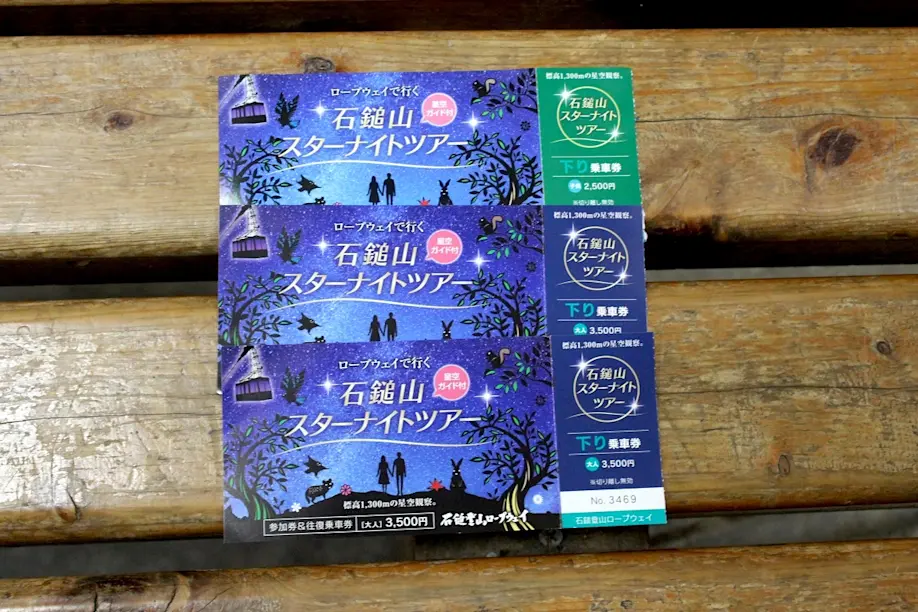 ロープウェイで行く
石鎚山
星空
ガイド付
スターナイトツアー
標高1,300mの星空観察。
石鎚山
スターナイト
ツアー
下り乗車券
子供 2,500円
※切り離し無効
ロープウェイで行く
石鎚山
星空
ガイド付
スターナイトツアー
標高1,300mの星空観察。
石鎚山
スターナイト
ツアー
下り乗車券
大人 3,500円
ロープウェイで行く
石鎚山
星空
ガイド付
スターナイトツアー
標高1,300mの星空観察。
参加券&往復乗車券 [大人] 3,500円
石鎚登山ロープウェイ
標高1,300mの星空観察。
石鎚山
スターナイト
ツアー
下り乗車券
大人 3,500円
※切り離し無効
No. 3469
石鎚登山ロープウェイ